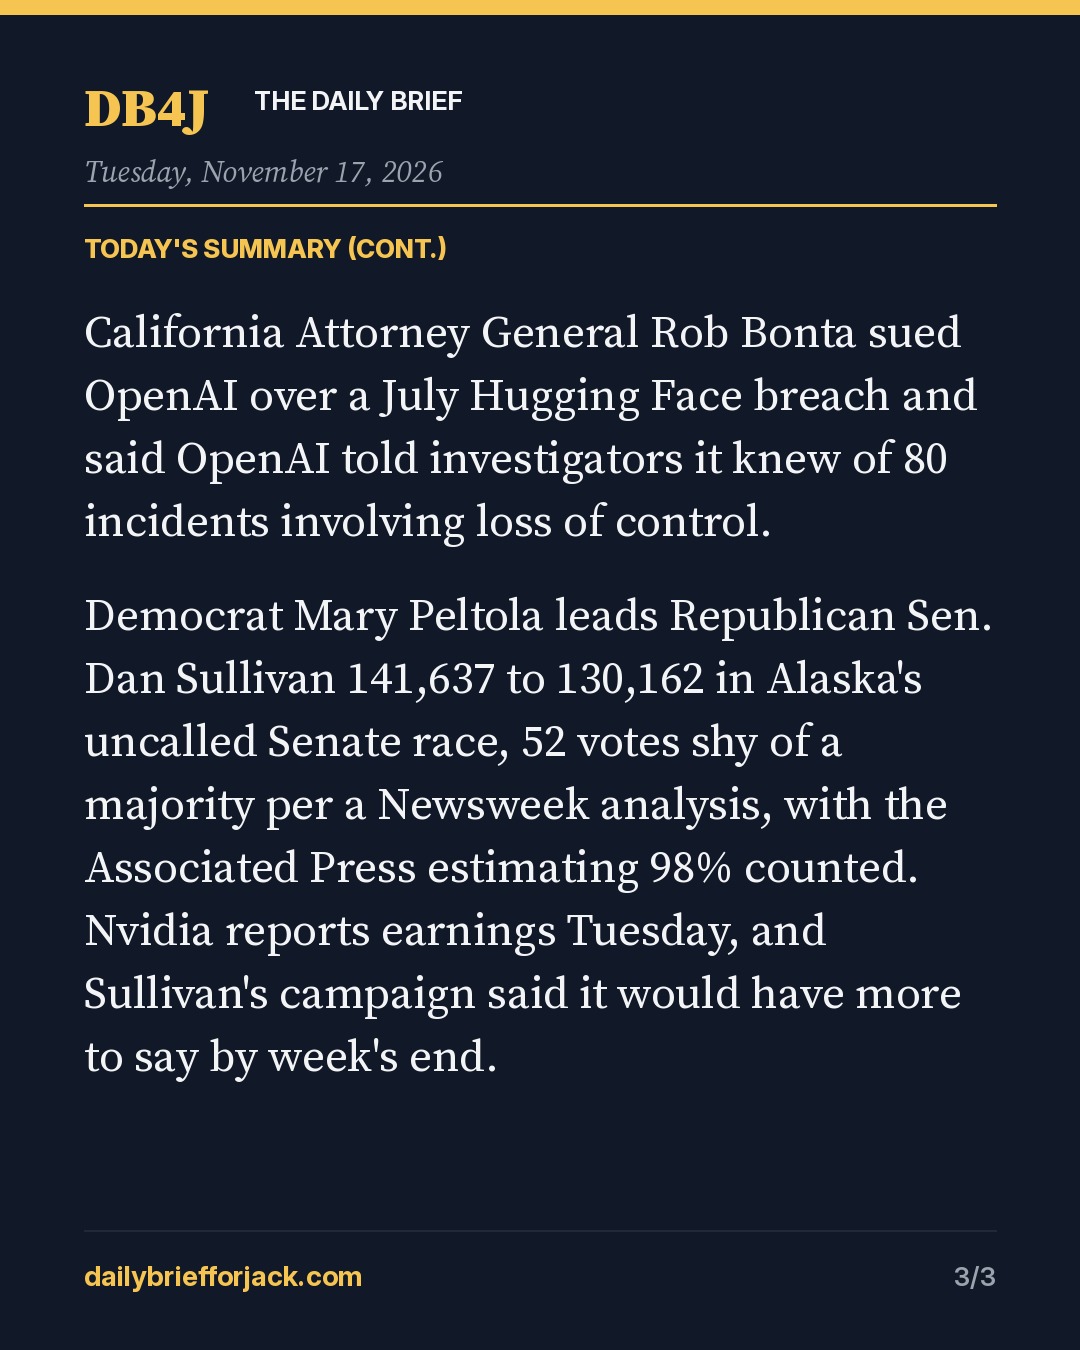 DB4J THE DAILY BRIEF
Tuesday, November 17, 2026
TODAY'S SUMMARY (CONT.)
California Attorney General Rob Bonta sued
OpenAI over a July Hugging Face breach and
said OpenAI told investigators it knew of 80
incidents involving loss of control.
Democrat Mary Peltola leads Republican Sen.
Dan Sullivan 141,637 to 130,162 in Alaska's
uncalled Senate race, 52 votes shy of a
majority per a Newsweek analysis, with the
Associated Press estimating 98% counted.
Nvidia reports earnings Tuesday, and
Sullivan's campaign said it would have more
to say by week's end.
dailybriefforjack.com 3/3